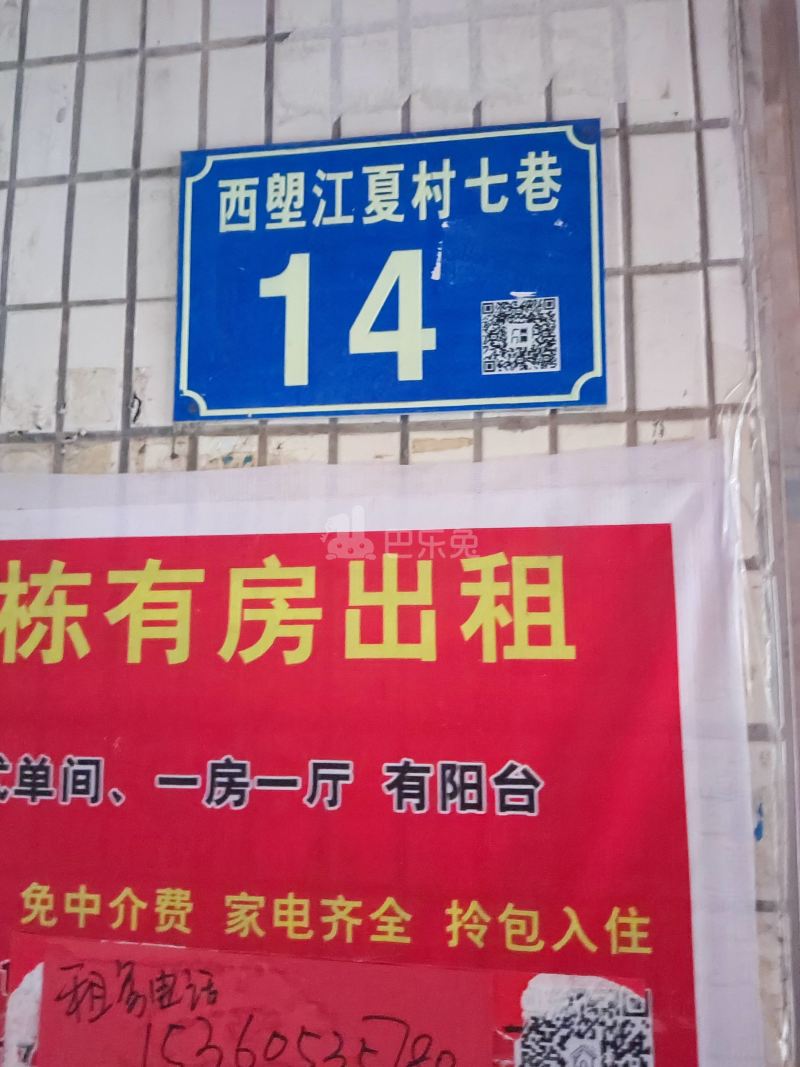 西塱江夏村七巷
14
巴乐兔
栋有房出租
式单间、一房一厅 有阳台
免中介费 家电齐全 拎包入住
租房电话
15360535780